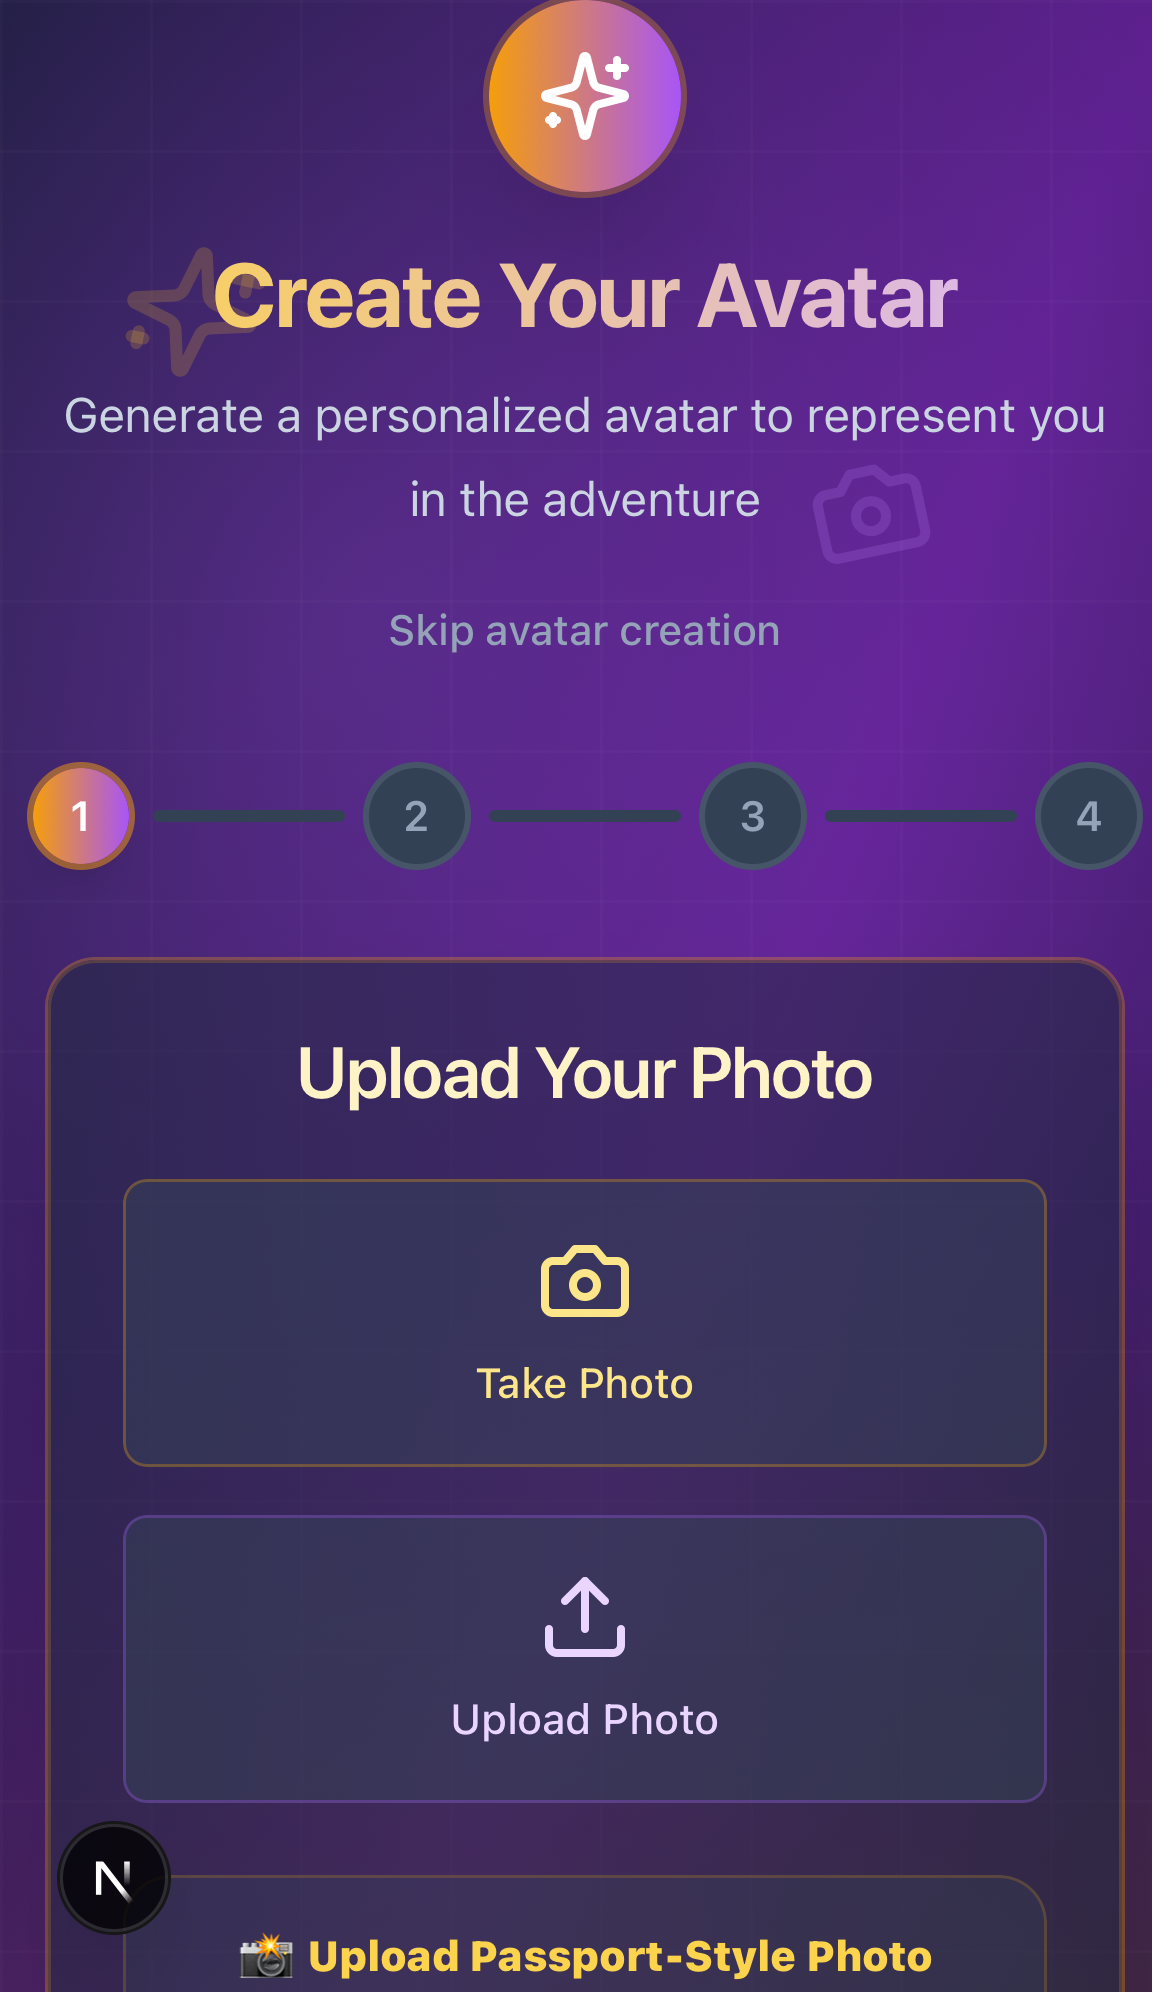 Create Your Avatar
Generate a personalized avatar to represent you
in the adventure
Skip avatar creation
1 2 3 4
Upload Your Photo
Take Photo
Upload Photo
N
📸 Upload Passport-Style Photo